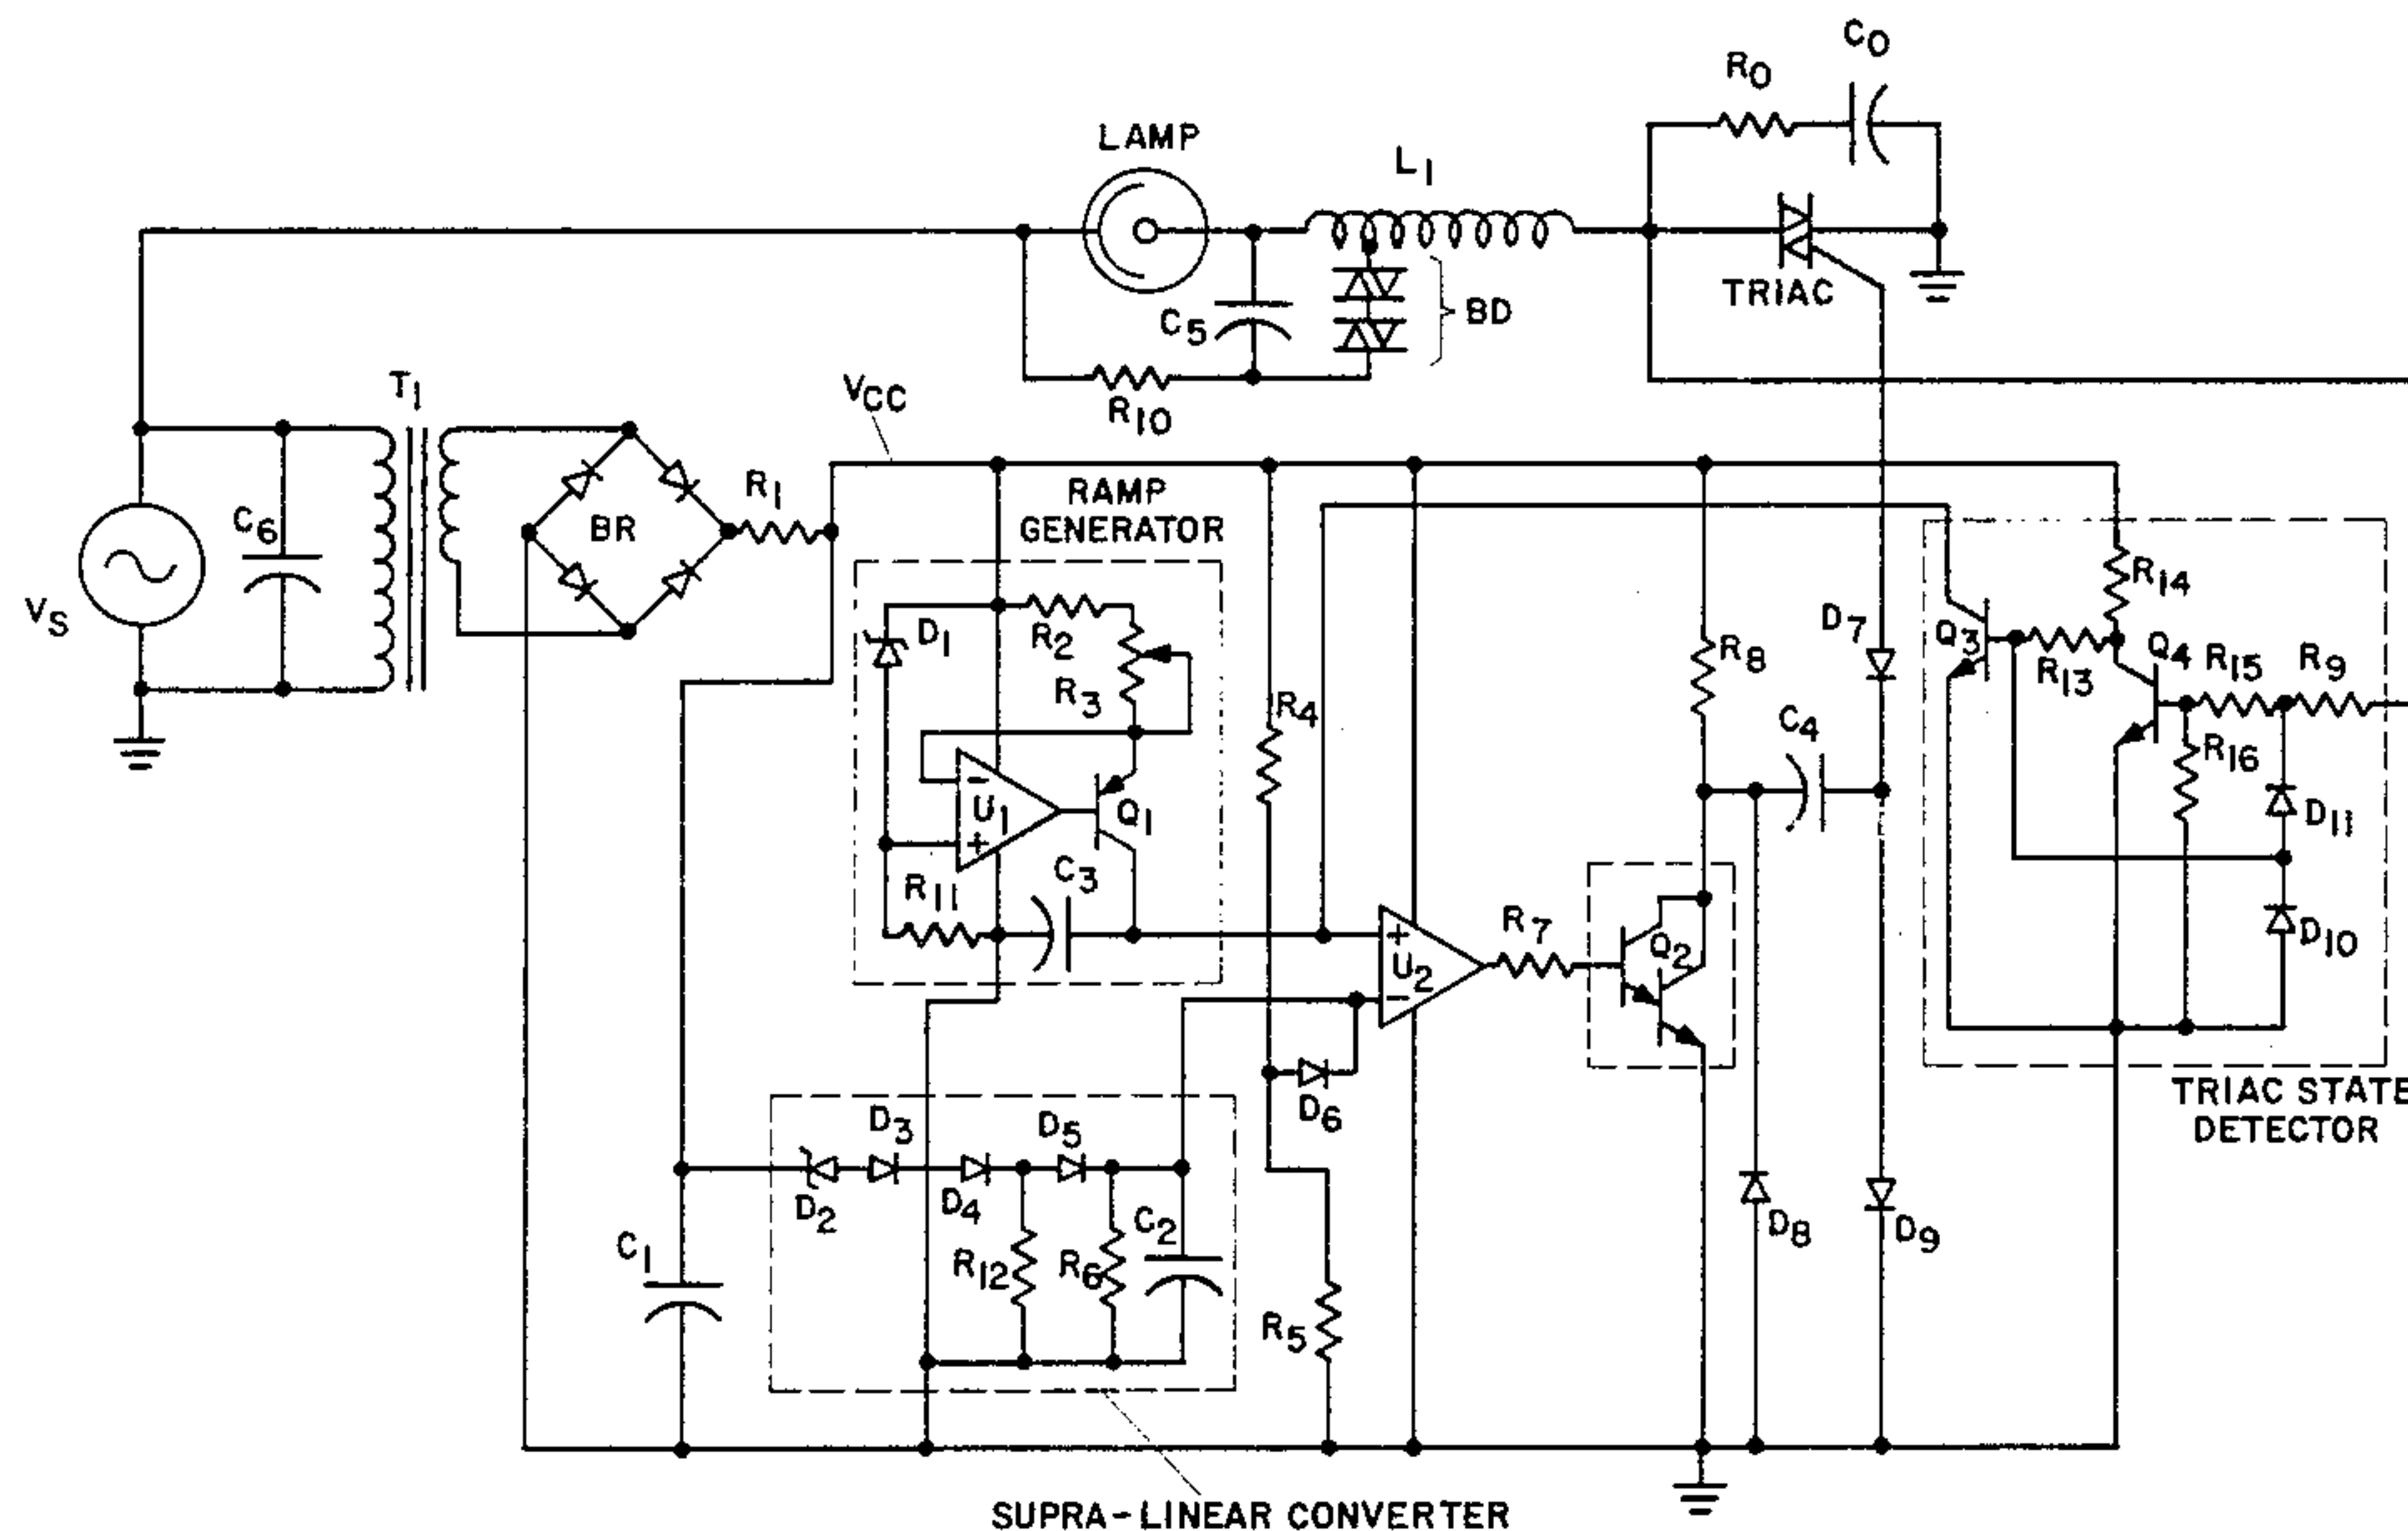 C0
R0
LAMP
L1
TRIAC
C5
BD
R10
T1
VCC
C6
BR
R1
VS
RAMP
GENERATOR
D1
R2
R3
R4
U1
-
+
Q1
R11
C3
R8
D7
C4
Q3
R14
R13
Q4
R15
R9
R16
D11
D10
+
U2
-
R7
Q2
D6
TRIAC STATE
DETECTOR
D3
D5
D2
D4
C2
R12
R6
C1
R5
D8
D9
SUPRA-LINEAR CONVERTER